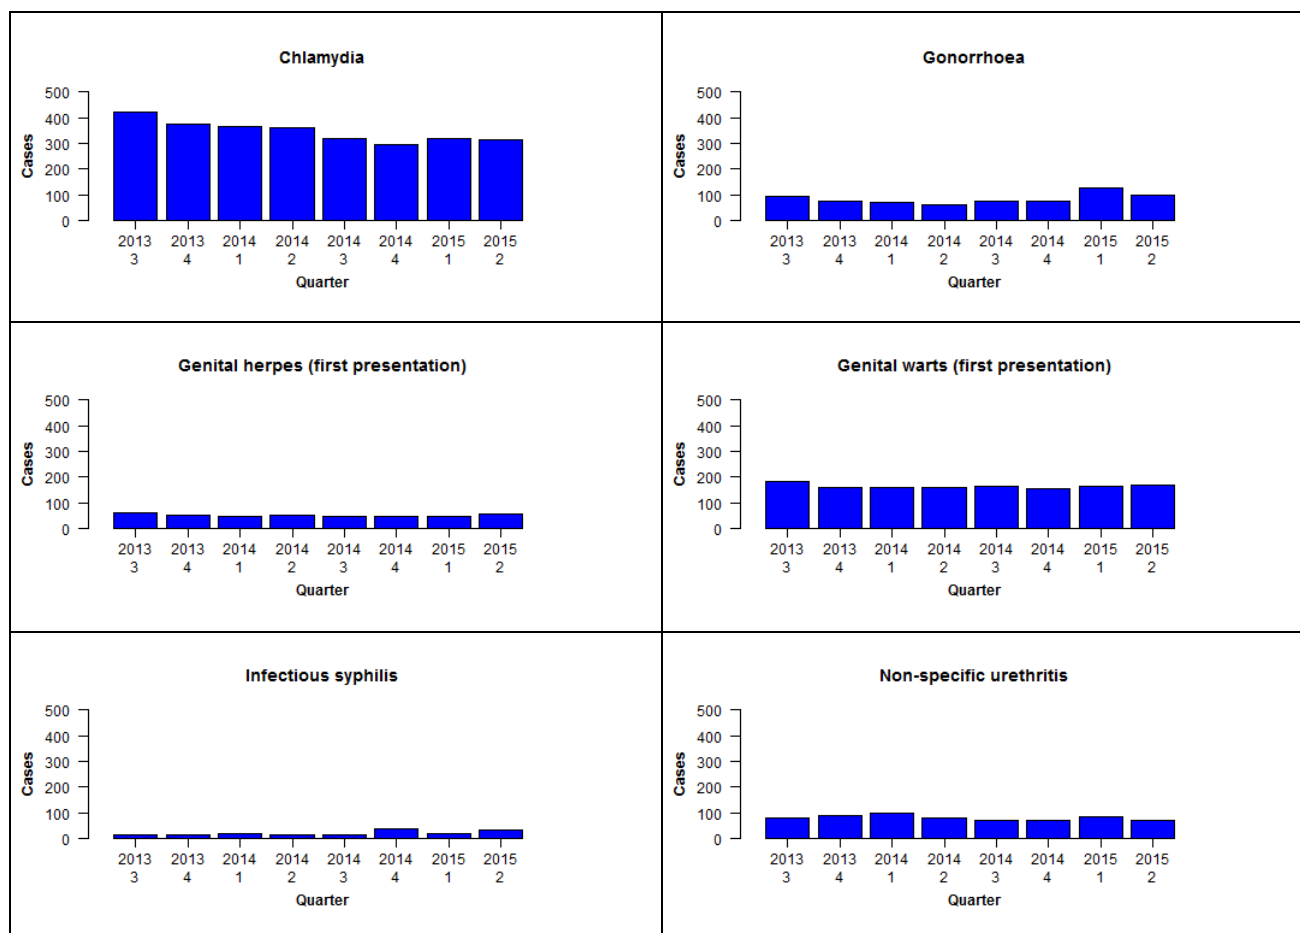 Chlamydia
500
400
300
200
100
0
Cases
2013 2013 2014 2014 2014 2014 2015 2015
3 4 1 2 3 4 1 2
Quarter
Gonorrhoea
500
400
300
200
100
0
Cases
2013 2013 2014 2014 2014 2014 2015 2015
3 4 1 2 3 4 1 2
Quarter
Genital herpes (first presentation)
500
400
300
200
100
0
Cases
2013 2013 2014 2014 2014 2014 2015 2015
3 4 1 2 3 4 1 2
Quarter
Genital warts (first presentation)
500
400
300
200
100
0
Cases
2013 2013 2014 2014 2014 2014 2015 2015
3 4 1 2 3 4 1 2
Quarter
Infectious syphilis
500
400
300
200
100
0
Cases
2013 2013 2014 2014 2014 2014 2015 2015
3 4 1 2 3 4 1 2
Quarter
Non-specific urethritis
500
400
300
200
100
0
Cases
2013 2013 2014 2014 2014 2014 2015 2015
3 4 1 2 3 4 1 2
Quarter